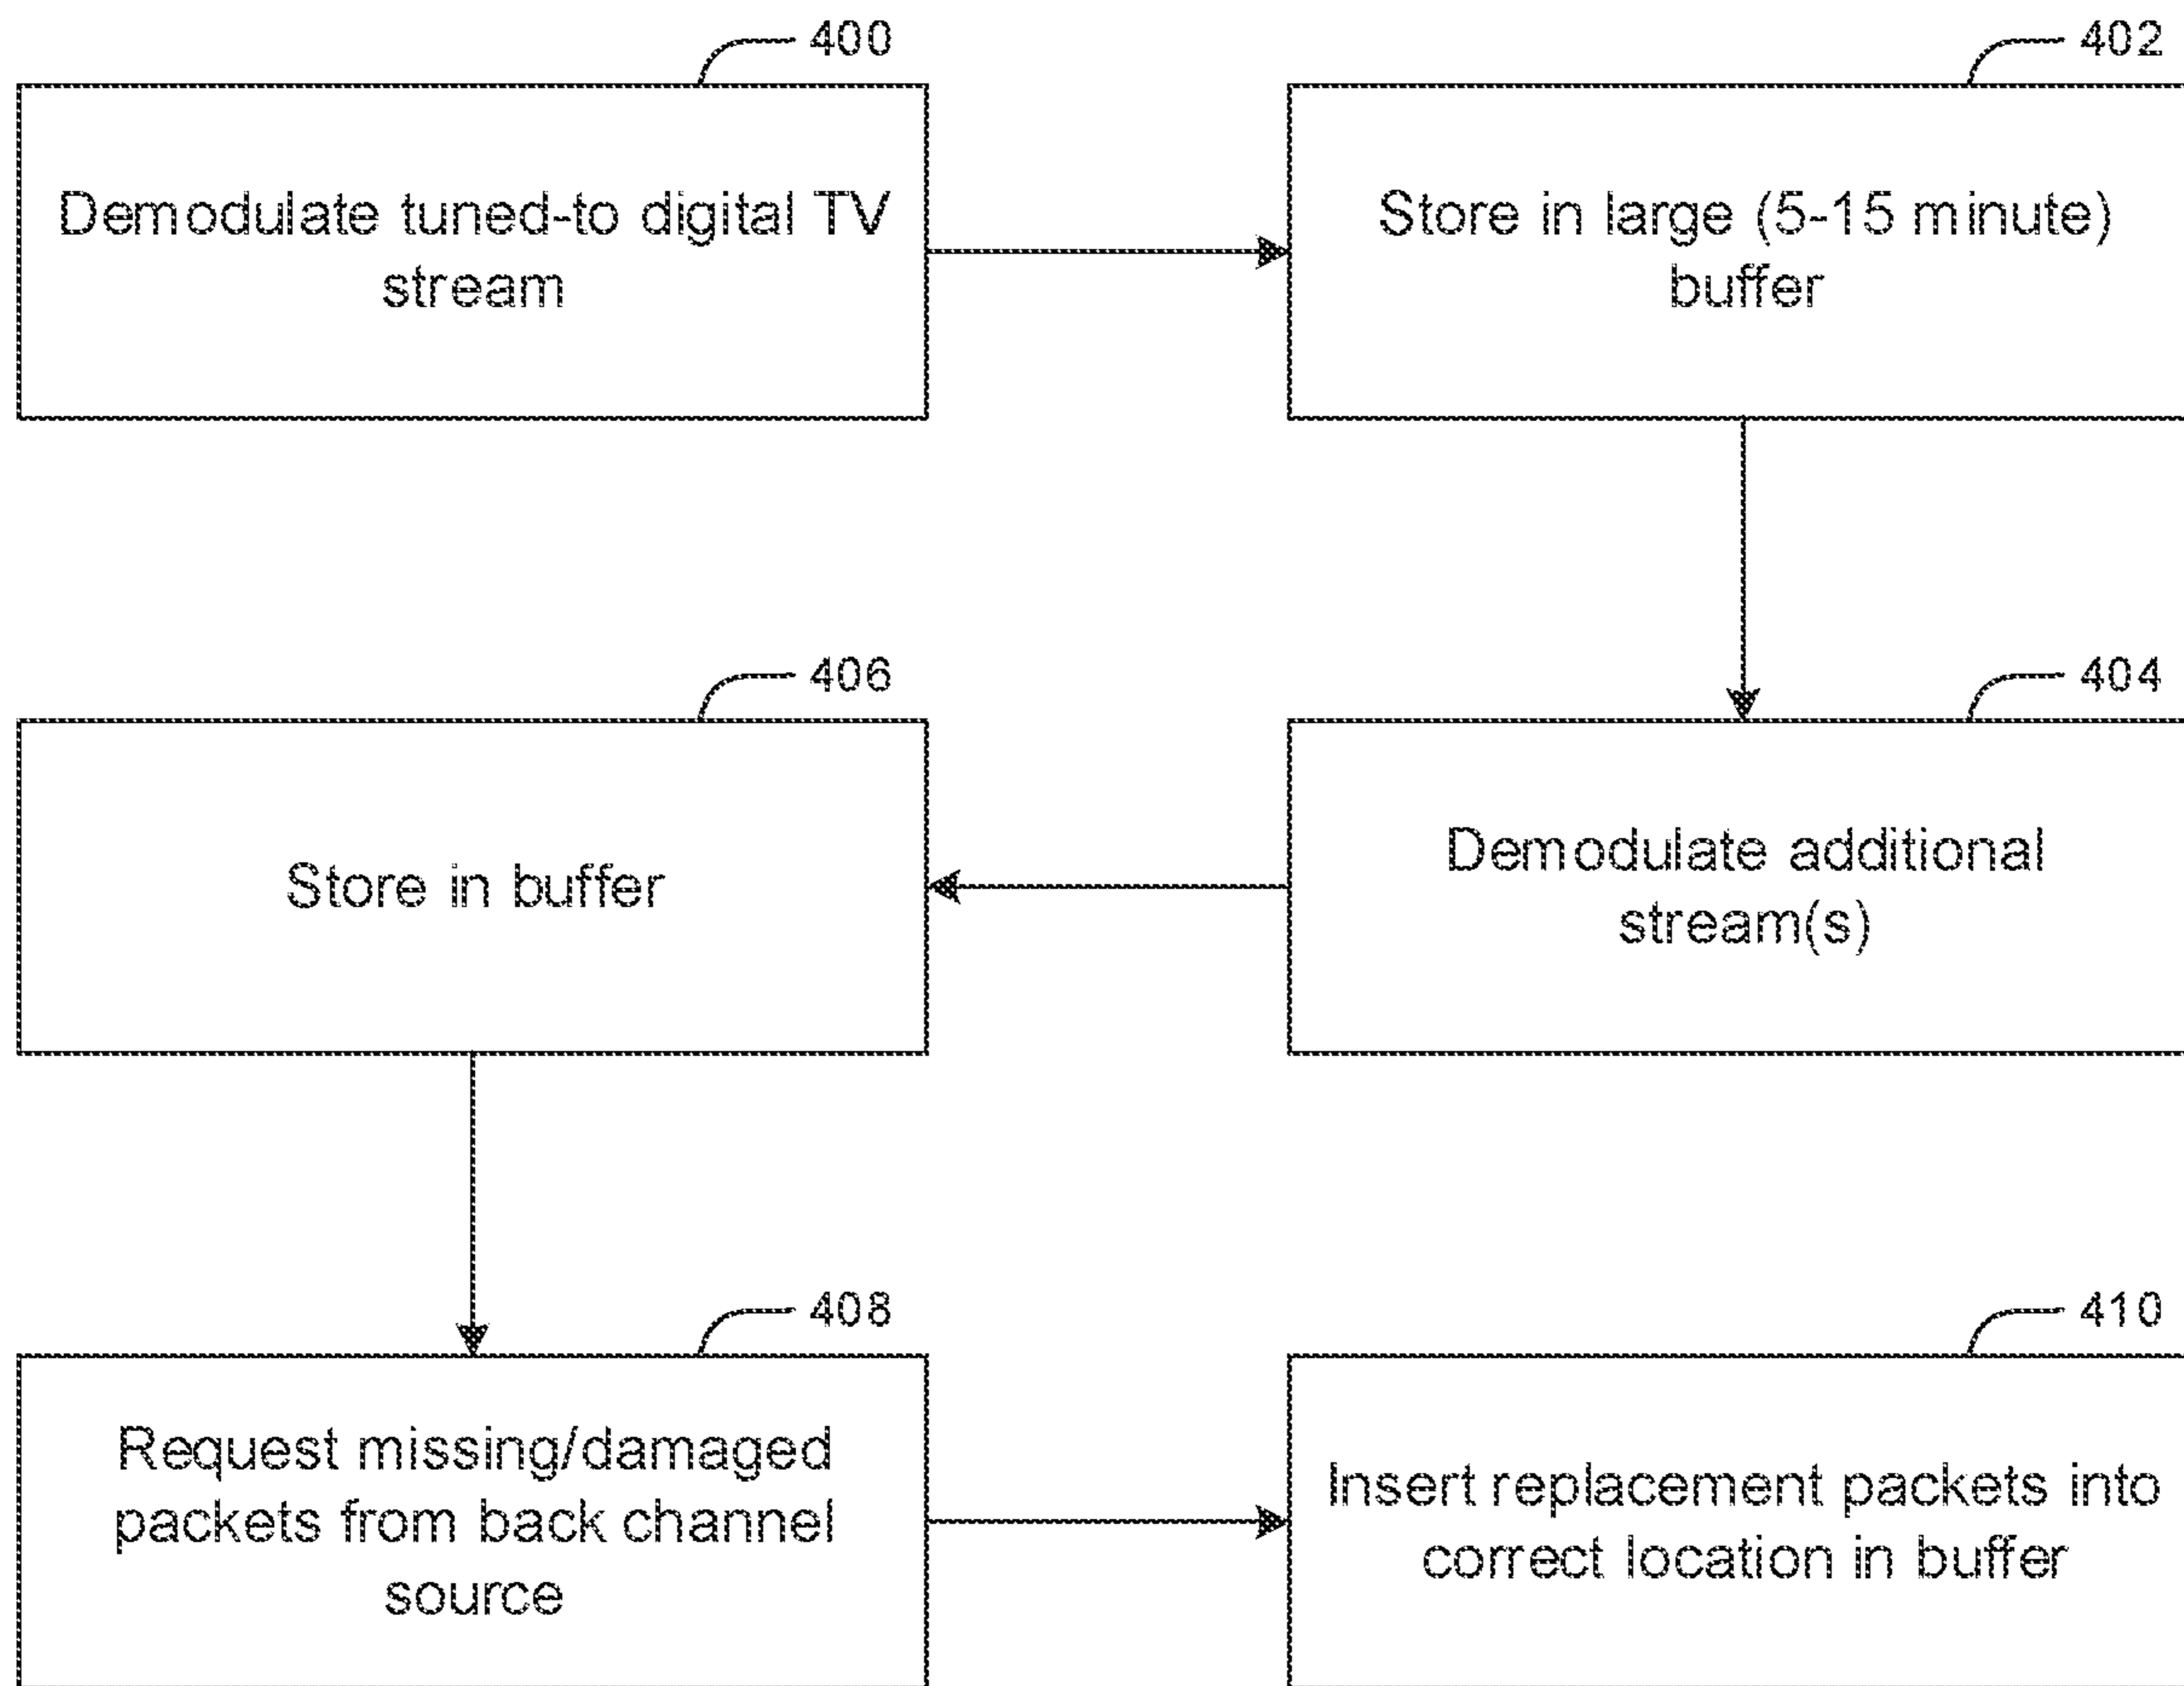 400
Demodulate tuned-to digital TV
stream
402
Store in large (5-15 minute)
buffer
406
Store in buffer
404
Demodulate additional
stream(s)
408
Request missing/damaged
packets from back channel
source
410
Insert replacement packets into
correct location in buffer